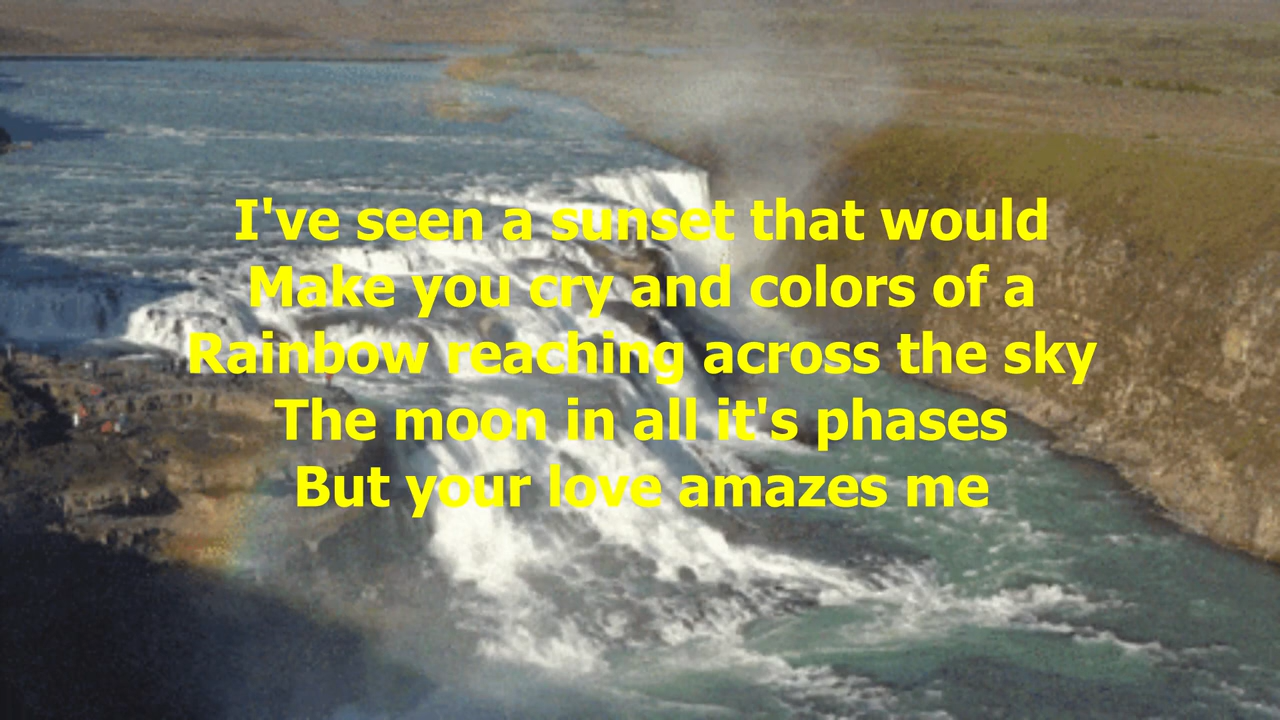 I've seen a sunset that would
Make you cry and colors of a
Rainbow reaching across the sky
The moon in all it's phases
But your love amazes me